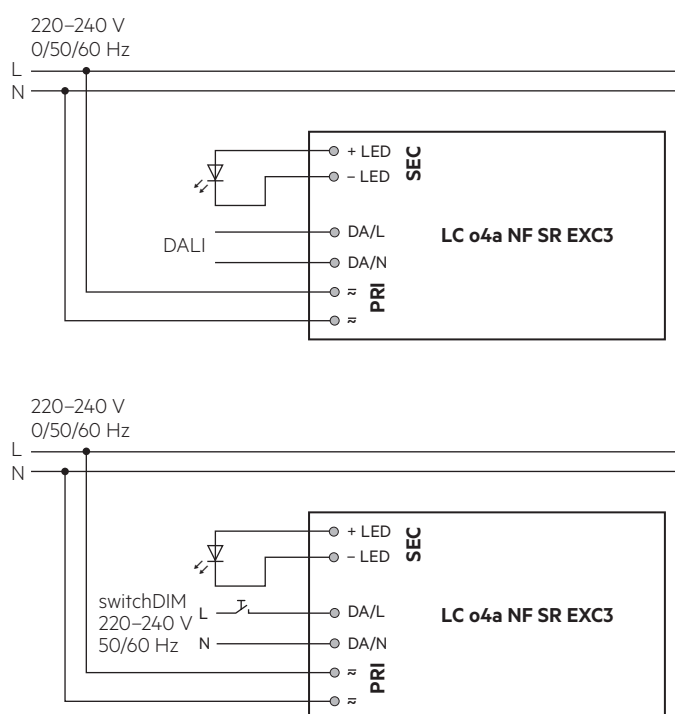 220–240 V
0/50/60 Hz
L
N
+ LED
– LED
SEC
DALI
DA/L
DA/N
LC o4a NF SR EXC3
PRI
220–240 V
0/50/60 Hz
L
N
+ LED
– LED
SEC
switchDIM
220–240 V
50/60 Hz
L
N
DA/L
DA/N
LC o4a NF SR EXC3
PRI